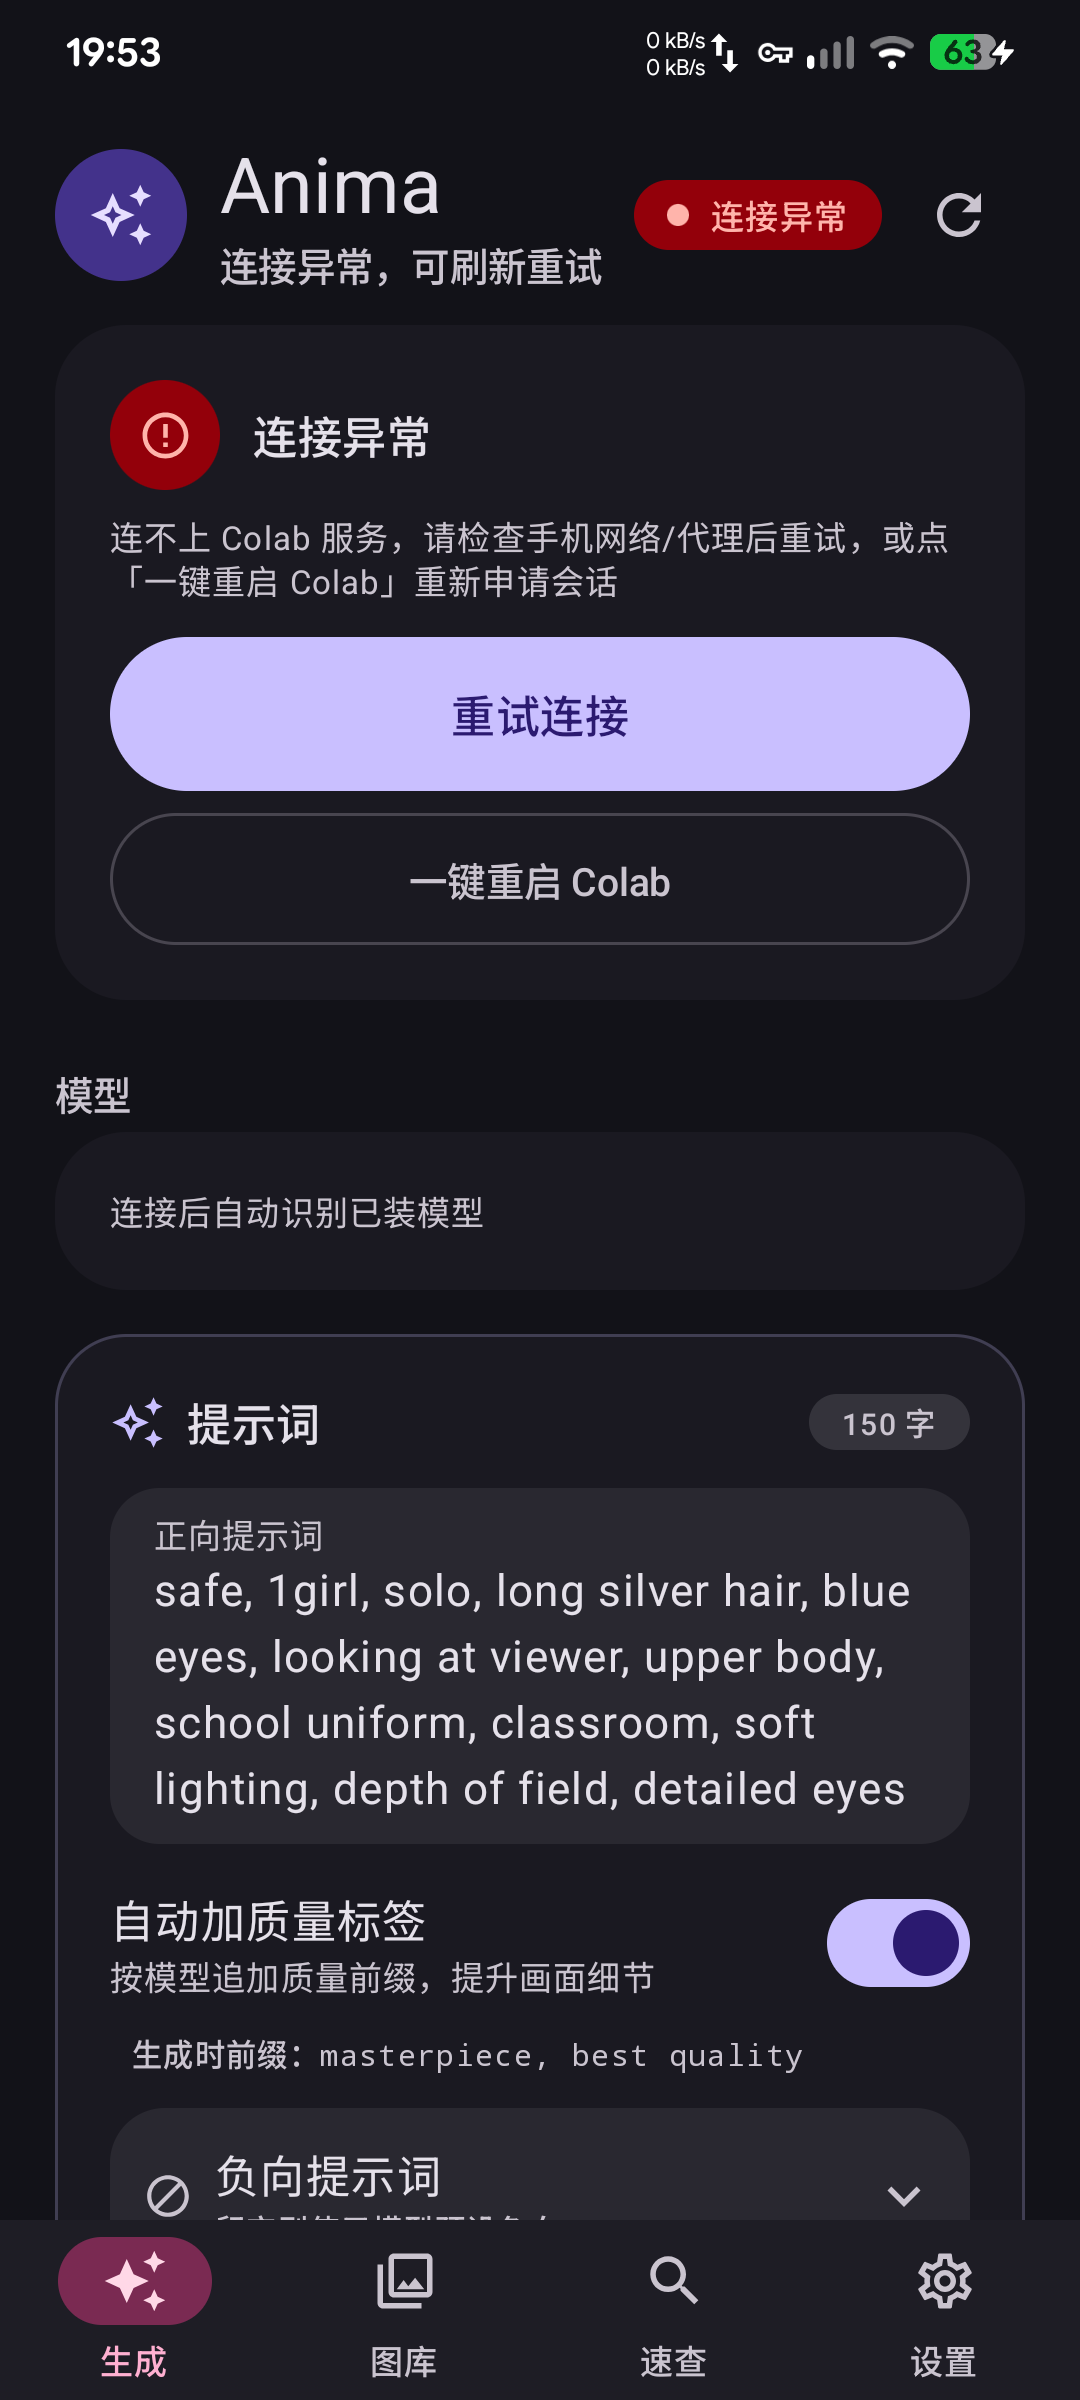 19:53
0 kB/s
0 kB/s
63
Anima
连接异常，可刷新重试
连接异常
连接异常
连不上 Colab 服务，请检查手机网络/代理后重试，或点
「一键重启 Colab」重新申请会话
重试连接
一键重启 Colab
模型
连接后自动识别已装模型
提示词
150 字
正向提示词
safe, 1girl, solo, long silver hair, blue
eyes, looking at viewer, upper body,
school uniform, classroom, soft
lighting, depth of field, detailed eyes
自动加质量标签
按模型追加质量前缀，提升画面细节
生成时前缀：masterpiece, best quality
负向提示词
生成
图库
速查
设置